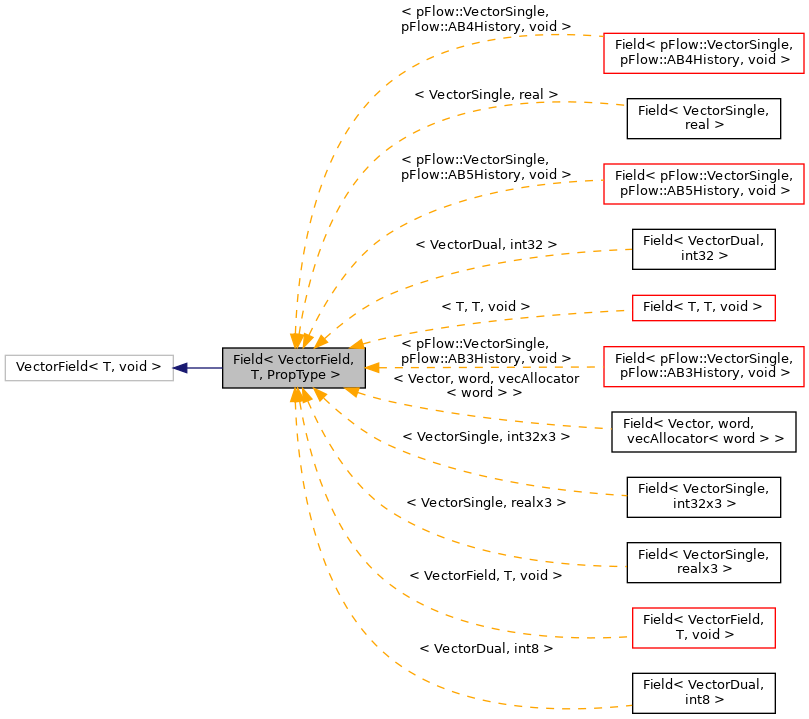 < pFlow::VectorSingle,
pFlow::AB4History, void >
Field< pFlow::VectorSingle,
pFlow::AB4History, void >
< VectorSingle, real >
Field< VectorSingle,
real >
< pFlow::VectorSingle,
pFlow::AB5History, void >
Field< pFlow::VectorSingle,
pFlow::AB5History, void >
< VectorDual, int32 >
Field< VectorDual,
int32 >
< T, T, void >
Field< T, T, void >
VectorField< T, void >
Field< VectorField,
T, PropType >
< pFlow::VectorSingle,
pFlow::AB3History, void >
Field< pFlow::VectorSingle,
pFlow::AB3History, void >
< Vector, word, vecAllocator
< word > >
Field< Vector, word,
vecAllocator< word > >
< VectorSingle, int32x3 >
Field< VectorSingle,
int32x3 >
< VectorSingle, realx3 >
Field< VectorSingle,
realx3 >
< VectorField, T, void >
Field< VectorField,
T, void >
< VectorDual, int8 >
Field< VectorDual,
int8 >